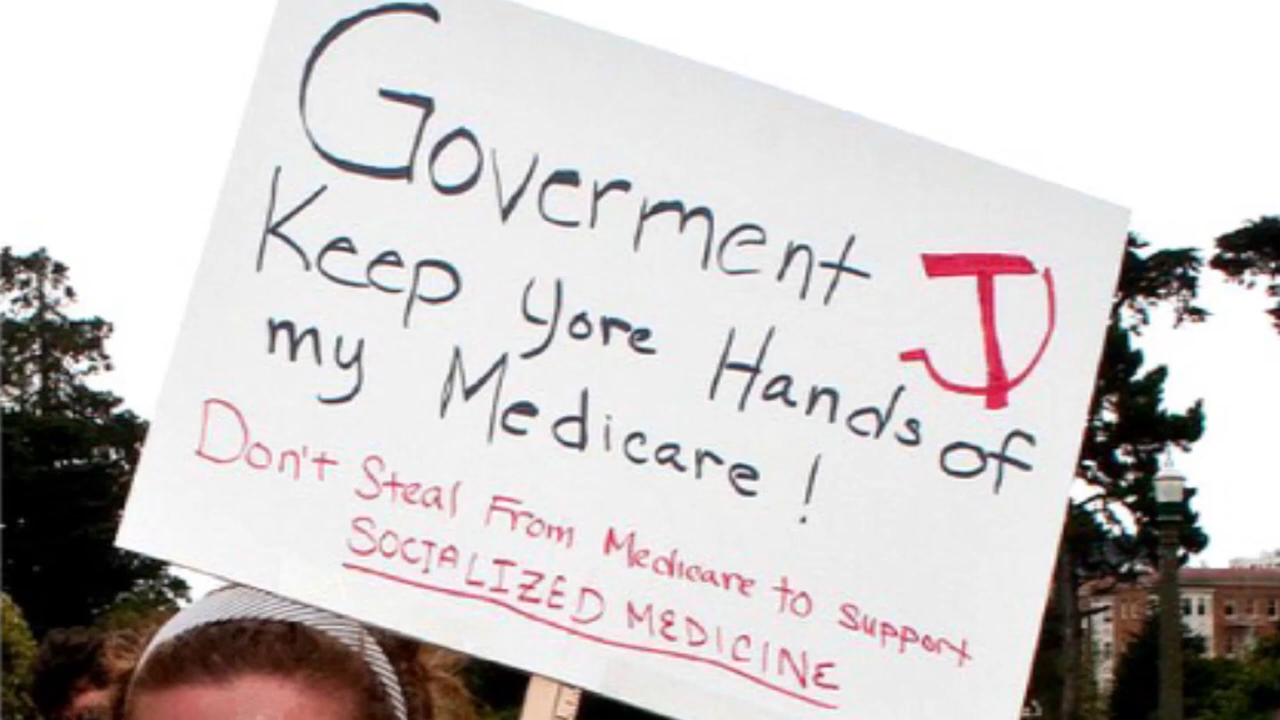 Goverment
Keep yore Hands of
my Medicare!
Don't Steal From Medicare to support
SOCIALIZED MEDICINE